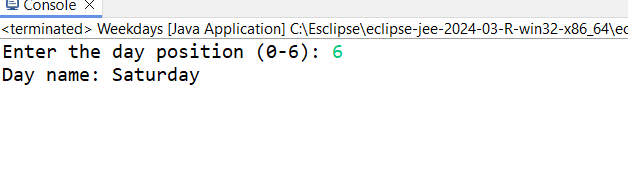 Console
<terminated> Weekdays [Java Application] C:\Esclipse\eclipse-jee-2024-03-R-win32-x86_64\ec
Enter the day position (0-6): 6
Day name: Saturday